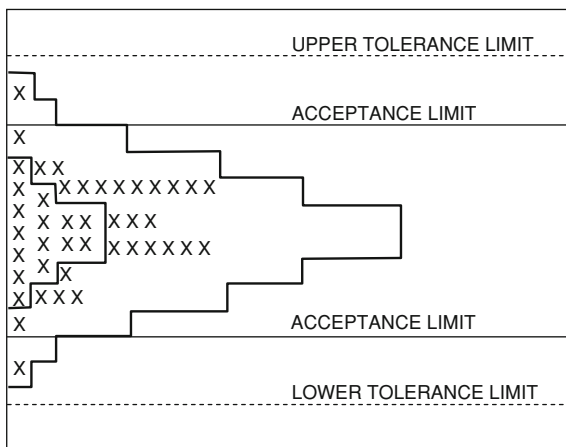 UPPER TOLERANCE LIMIT
X
ACCEPTANCE LIMIT
X
X X X
X X X X X X X X X X
X
X
X X X X X X
X
X X X X X X X X X
X
X X
X
X X X X
X
ACCEPTANCE LIMIT
X
LOWER TOLERANCE LIMIT